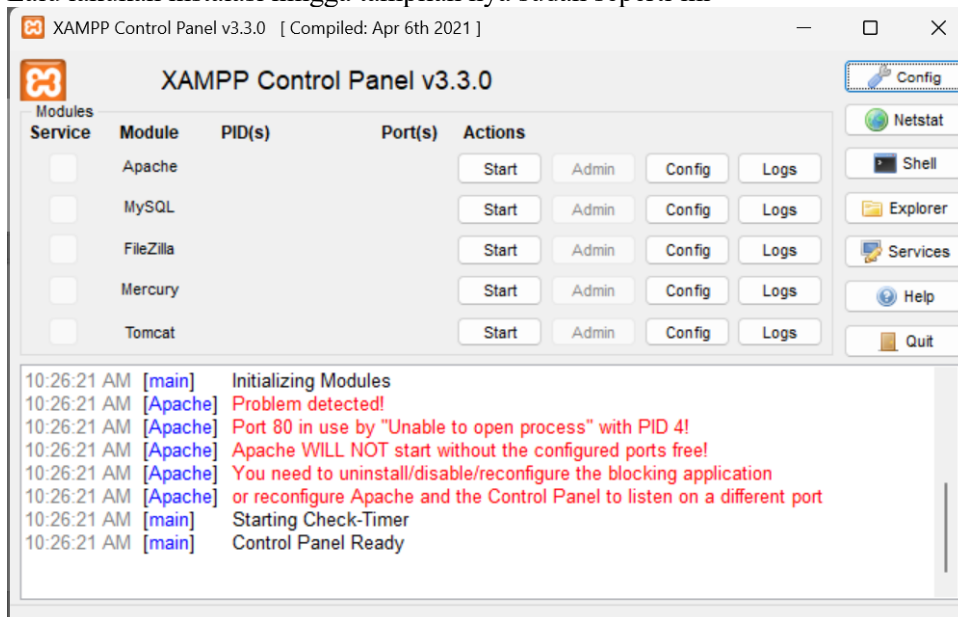 XAMPP Control Panel v3.3.0 [ Compiled: Apr 6th 2021 ]
XAMPP Control Panel v3.3.0
Config
Modules
Service Module PID(s) Port(s) Actions
Netstat
Apache Start Admin Config Logs
Shell
MySQL Start Admin Config Logs
Explorer
FileZilla Start Admin Config Logs
Services
Mercury Start Admin Config Logs
Help
Tomcat Start Admin Config Logs
Quit
10:26:21 AM [main] Initializing Modules
10:26:21 AM [Apache] Problem detected!
10:26:21 AM [Apache] Port 80 in use by "Unable to open process" with PID 4!
10:26:21 AM [Apache] Apache WILL NOT start without the configured ports free!
10:26:21 AM [Apache] You need to uninstall/disable/reconfigure the blocking application
10:26:21 AM [Apache] or reconfigure Apache and the Control Panel to listen on a different port
10:26:21 AM [main] Starting Check-Timer
10:26:21 AM [main] Control Panel Ready